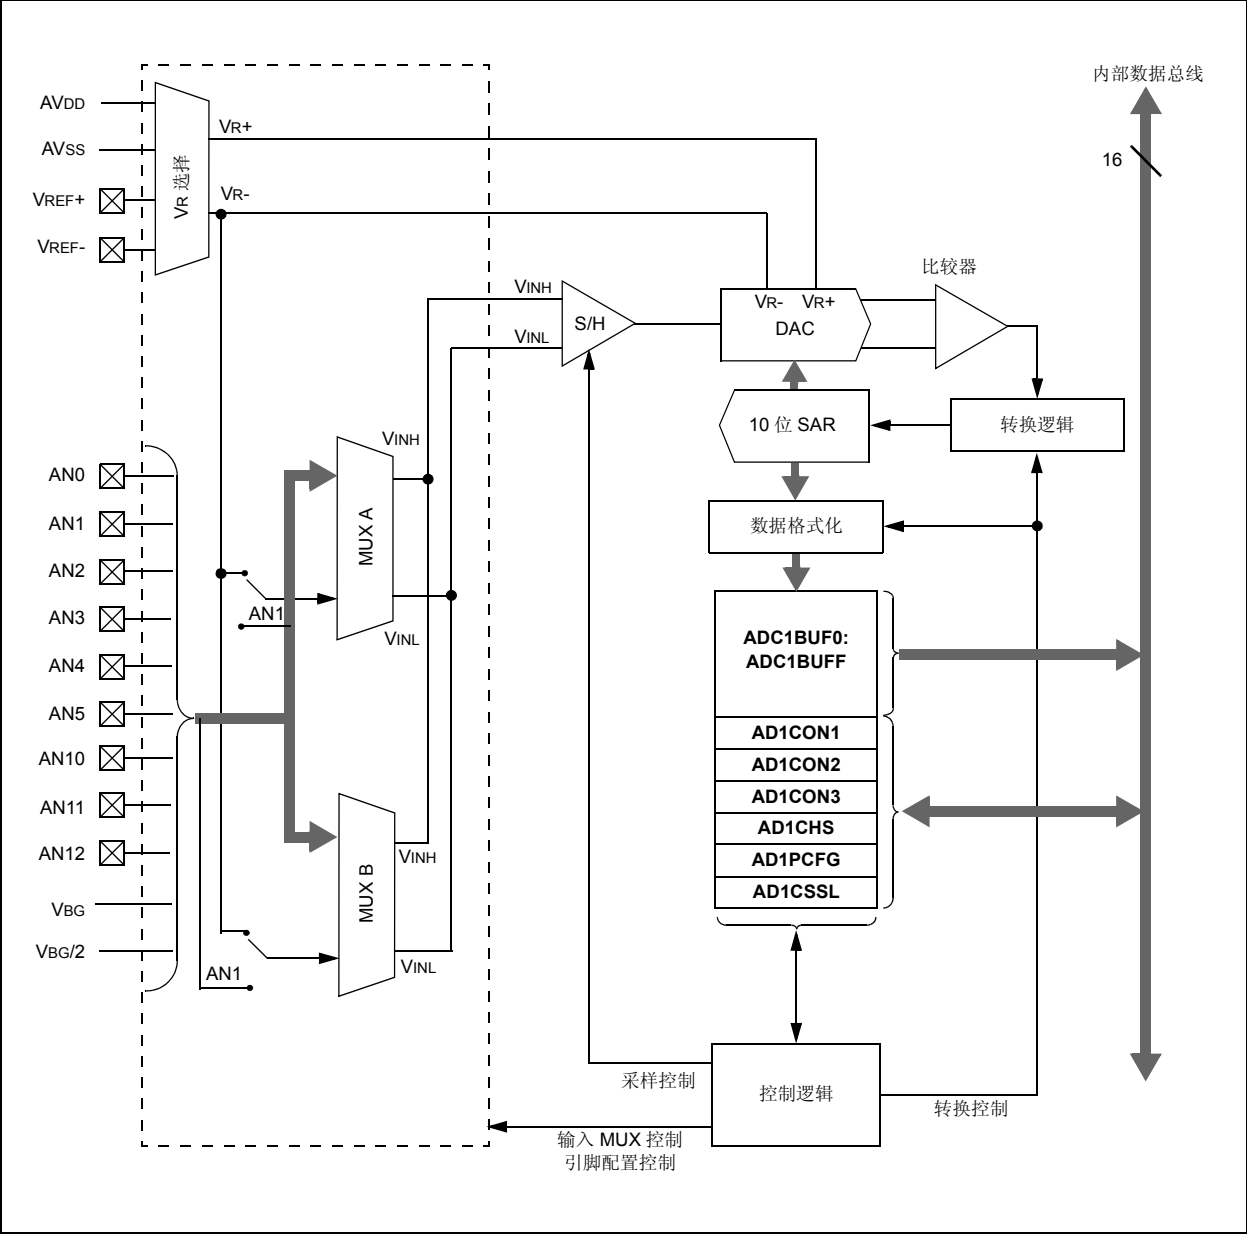 内部数据总线
16
AVDD
AVSS
VREF+
VREF-
VR 选择
VR+
VR-
VINH
VINL
S/H
VR- VR+
DAC
比较器
10 位 SAR
转换逻辑
数据格式化
AN0
AN1
AN2
AN3
AN4
AN5
AN10
AN11
AN12
VBG
VBG/2
VINH
MUX A
VINL
AN1
VINH
MUX B
VINL
AN1
ADC1BUF0:
ADC1BUFF
AD1CON1
AD1CON2
AD1CON3
AD1CHS
AD1PCFG
AD1CSSL
采样控制
控制逻辑
转换控制
输入 MUX 控制
引脚配置控制